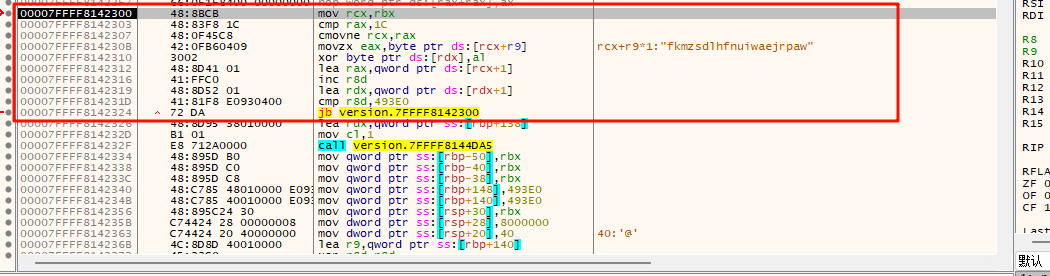 RSI
00007FFFF8142300 48:8BCB mov rcx,rbx
RDI
00007FFFF8142303 48:83F8 1C cmp rax,1C
00007FFFF8142307 48:0F45C8 cmovne rcx,rax
R8
00007FFFF814230B 42:0FB60409 movzx eax,byte ptr ds:[rcx+r9] rcx+r9*1:"fkmzsdlhfnuiwaejrpaw"
R9
00007FFFF8142310 3002 xor byte ptr ds:[rdx],al
R10
00007FFFF8142312 48:8D41 01 lea rax,qword ptr ds:[rcx+1]
R11
00007FFFF8142316 41:FFC0 inc r8d
R12
00007FFFF8142319 48:8D52 01 lea rdx,qword ptr ds:[rdx+1]
R13
00007FFFF814231D 41:81F8 E0930400 cmp r8d,493E0
R14
00007FFFF8142324 ^ 72 DA jb version.7FFFF8142300
R15
00007FFFF8142326 48:8D95 38010000 lea rdx,qword ptr ss:[rbp+138]
00007FFFF814232D B1 01 mov cl,1
RIP
00007FFFF814232F E8 712A0000 call version.7FFFF8144DA5
00007FFFF8142334 48:895D B0 mov qword ptr ss:[rbp-50],rbx
RFLA
00007FFFF8142338 48:895D C0 mov qword ptr ss:[rbp-40],rbx
ZF 0
00007FFFF814233C 48:895D C8 mov qword ptr ss:[rbp-38],rbx
OF 0
00007FFFF8142340 48:C785 48010000 E093 mov qword ptr ss:[rbp+148],493E0
CF 1
00007FFFF814234B 48:C785 40010000 E093 mov qword ptr ss:[rbp+140],493E0
00007FFFF8142356 48:895C24 30 mov qword ptr ss:[rsp+30],rbx
00007FFFF814235B C74424 28 00000008 mov dword ptr ss:[rsp+28],8000000
Last
00007FFFF8142363 C74424 20 40000000 mov dword ptr ss:[rsp+20],40 40:'@'
00007FFFF814236B 4C:8D8D 40010000 lea r9,qword ptr ss:[rbp+140]
默认